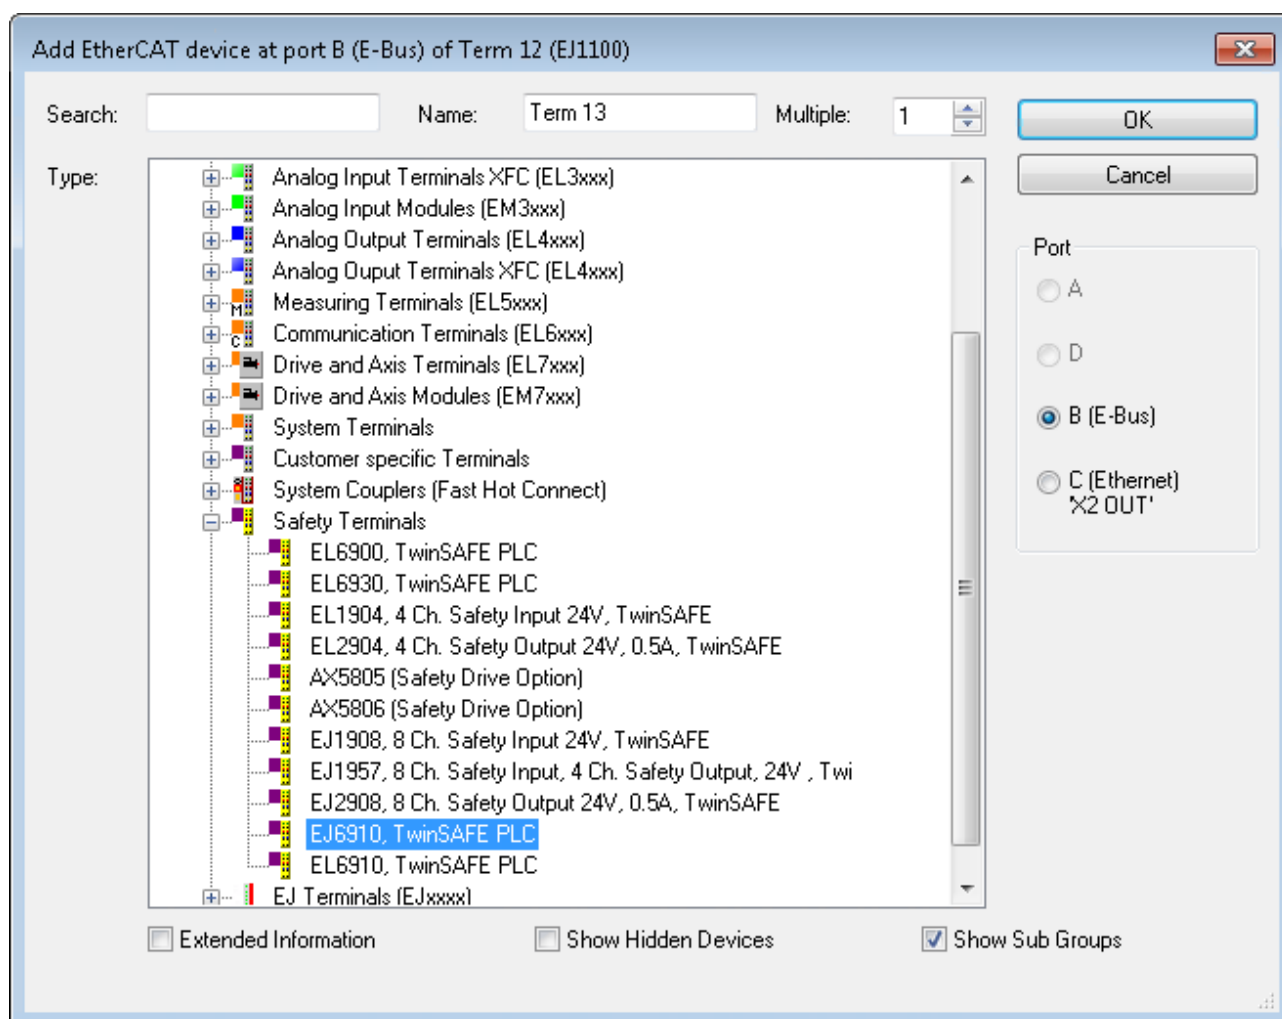 Add EtherCAT device at port B (E-Bus) of Term 12 (EJ1100)
Search:
Name:
Term 13
Multiple:
1
OK
Cancel
Type:
Analog Input Terminals XFC (EL3xxx)
Analog Input Modules (EM3xxx)
Analog Output Terminals (EL4xxx)
Analog Ouput Terminals XFC (EL4xxx)
M
Measuring Terminals (EL5xxx)
C
Communication Terminals (EL6xxx)
Drive and Axis Terminals (EL7xxx)
Drive and Axis Modules (EM7xxx)
System Terminals
Customer specific Terminals
System Couplers (Fast Hot Connect)
Safety Terminals
EL6900, TwinSAFE PLC
EL6930, TwinSAFE PLC
EL1904, 4 Ch. Safety Input 24V, TwinSAFE
EL2904, 4 Ch. Safety Output 24V, 0.5A, TwinSAFE
AX5805 (Safety Drive Option)
AX5806 (Safety Drive Option)
EJ1908, 8 Ch. Safety Input 24V, TwinSAFE
EJ1957, 8 Ch. Safety Input, 4 Ch. Safety Output, 24V , Twi
EJ2908, 8 Ch. Safety Output 24V, 0.5A, TwinSAFE
EJ6910, TwinSAFE PLC
EL6910, TwinSAFE PLC
EJ Terminals (EJxxxx)
Port
A
D
B (E-Bus)
C (Ethernet)
'X2 OUT'
Extended Information
Show Hidden Devices
Show Sub Groups